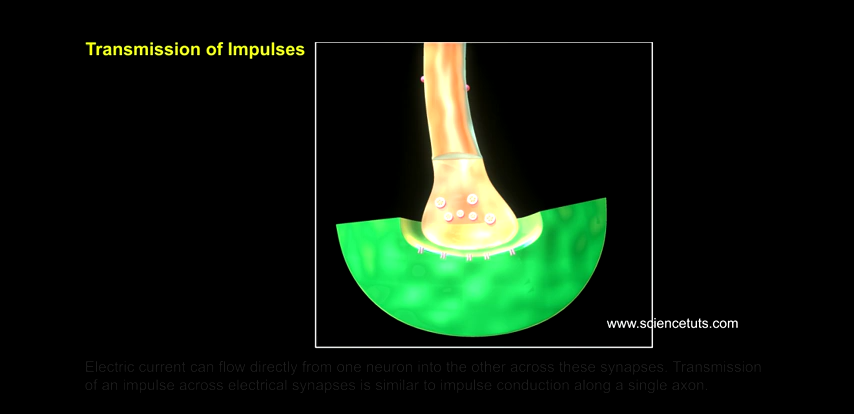 Transmission of Impulses
www.sciencetuts.com
Electric current can flow directly from one neuron into the other across these synapses. Transmission
of an impulse across electrical synapses is similar to impulse conduction along a single axon.